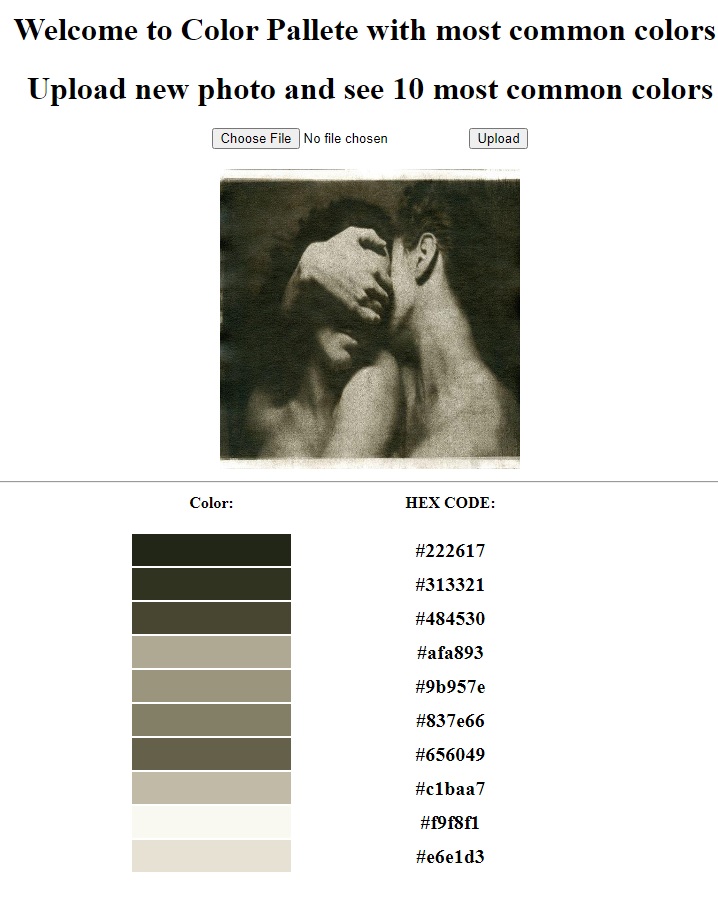 Welcome to Color Pallete with most common colors
Upload new photo and see 10 most common colors
Choose File No file chosen Upload
Color: HEX CODE:
#222617
#313321
#484530
#afa893
#9b957e
#837e66
#656049
#c1baa7
#f9f8f1
#e6e1d3